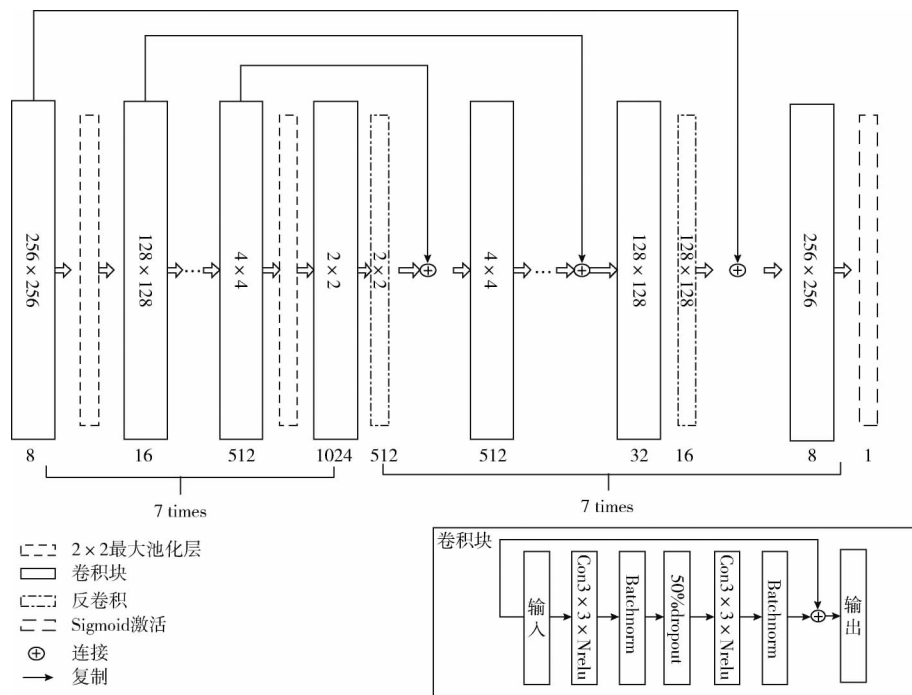 256×256
128×128
4×4
2×2
2×2
4×4
128×128
128×128
256×256
8
16
512
1024
512
512
32
16
8
1
7 times
7 times
2×2最大池化层
卷积块
反卷积
Sigmoid激活
连接
复制
卷积块
输入
Con3×3×Nrelu
Batchnorm
50%dropout
Con3×3×Nrelu
Batchnorm
输出